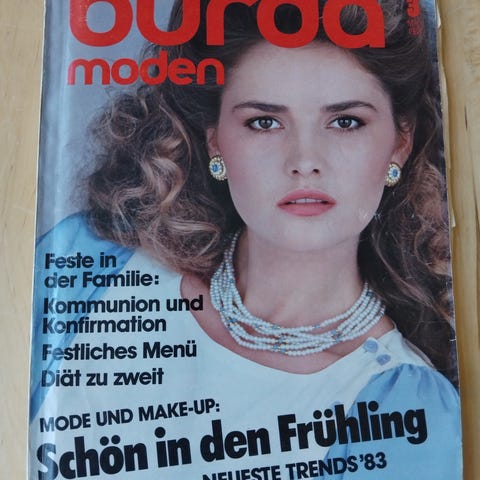 burda
moden
Feste in
der Familie:
Kommunion und
Konfirmation
Festliches Menü
Diät zu zweit
MODE UND MAKE-UP:
Schön in den Frühling
NEUESTE TRENDS '83